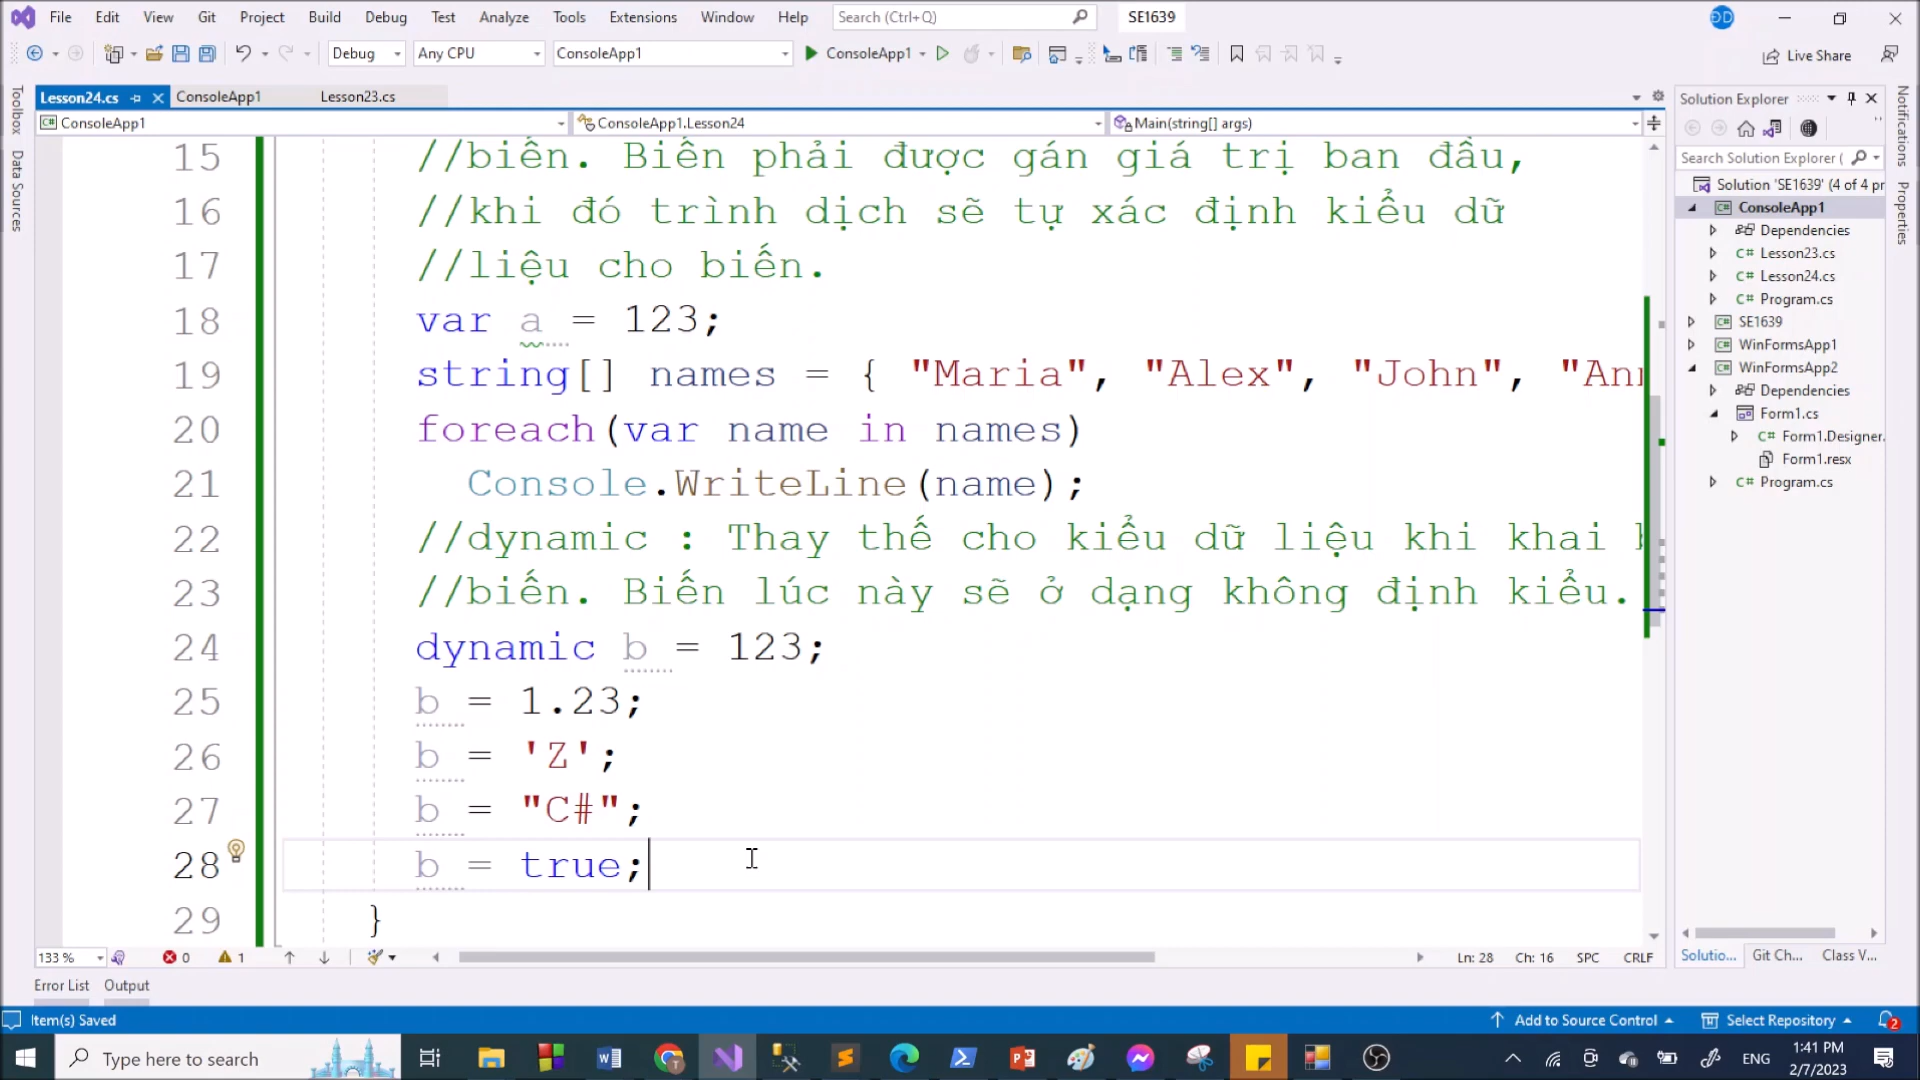 File Edit View Git Project Build Debug Test Analyze Tools Extensions Window Help Search (Ctrl+Q) SE1639 ĐD
Debug Any CPU ConsoleApp1 ConsoleApp1 Live Share
Lesson24.cs ConsoleApp1 Lesson23.cs
ConsoleApp1 ConsoleApp1.Lesson24 Main(string[] args)
Toolbox
Data Sources
15 //biến. Biến phải được gán giá trị ban đầu,
16 //khi đó trình dịch sẽ tự xác định kiểu dữ
17 //liệu cho biến.
18 var a = 123;
19 string[] names = { "Maria", "Alex", "John", "An
20 foreach(var name in names)
21 Console.WriteLine(name);
22 //dynamic : Thay thế cho kiểu dữ liệu khi khai
23 //biến. Biến lúc này sẽ ở dạng không định kiểu.
24 dynamic b = 123;
25 b = 1.23;
26 b = 'Z';
27 b = "C#";
28 b = true;
29 }
133 % 0 1 Ln: 28 Ch: 16 SPC CRLF
Solution Explorer
Search Solution Explorer (
Solution 'SE1639' (4 of 4 pr
ConsoleApp1
Dependencies
C# Lesson23.cs
C# Lesson24.cs
C# Program.cs
SE1639
WinFormsApp1
WinFormsApp2
Dependencies
Form1.cs
C# Form1.Designer.
Form1.resx
C# Program.cs
Solutio... Git Ch... Class V...
Notifications
Properties
Error List Output
Item(s) Saved Add to Source Control Select Repository 2
Type here to search ENG 1:41 PM
2/7/2023